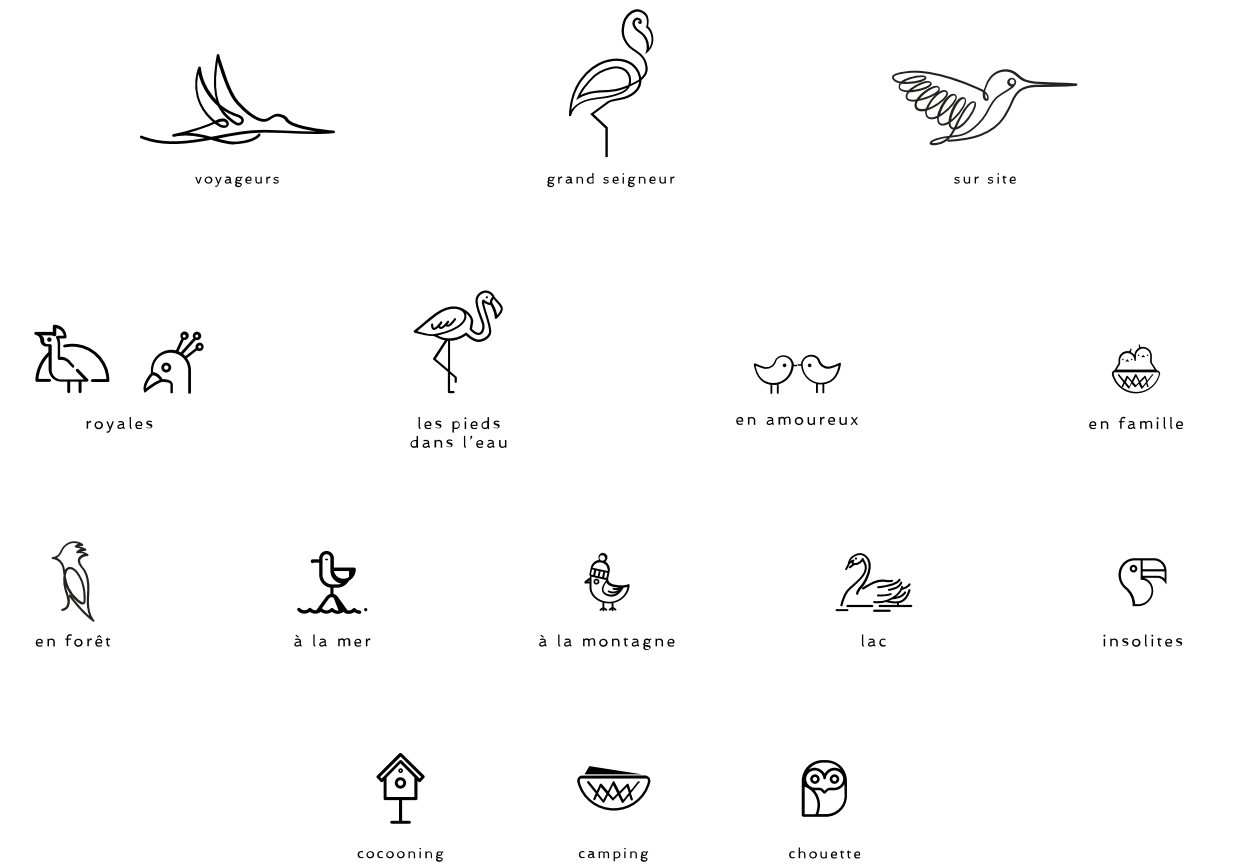 voyageurs
grand seigneur
sur site
royales
les pieds
dans l'eau
en amoureux
en famille
en forêt
à la mer
à la montagne
lac
insolites
cocooning
camping
chouette